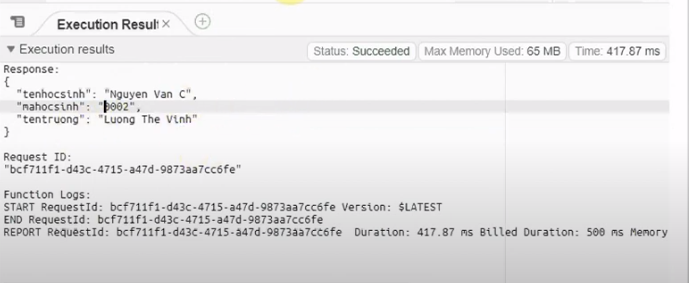 Execution Result
Execution results
Status: Succeeded
Max Memory Used: 65 MB
Time: 417.87 ms
Response:
{
"tenhocsinh": "Nguyen Van C",
"mahocsinh": "0002",
"tentruong": "Luong The Vinh"
}
Request ID:
"bcf711f1-d43c-4715-a47d-9873aa7cc6fe"
Function Logs:
START RequestId: bcf711f1-d43c-4715-a47d-9873aa7cc6fe Version: $LATEST
END RequestId: bcf711f1-d43c-4715-a47d-9873aa7cc6fe
REPORT RequestId: bcf711f1-d43c-4715-a47d-9873aa7cc6fe Duration: 417.87 ms Billed Duration: 500 ms Memory